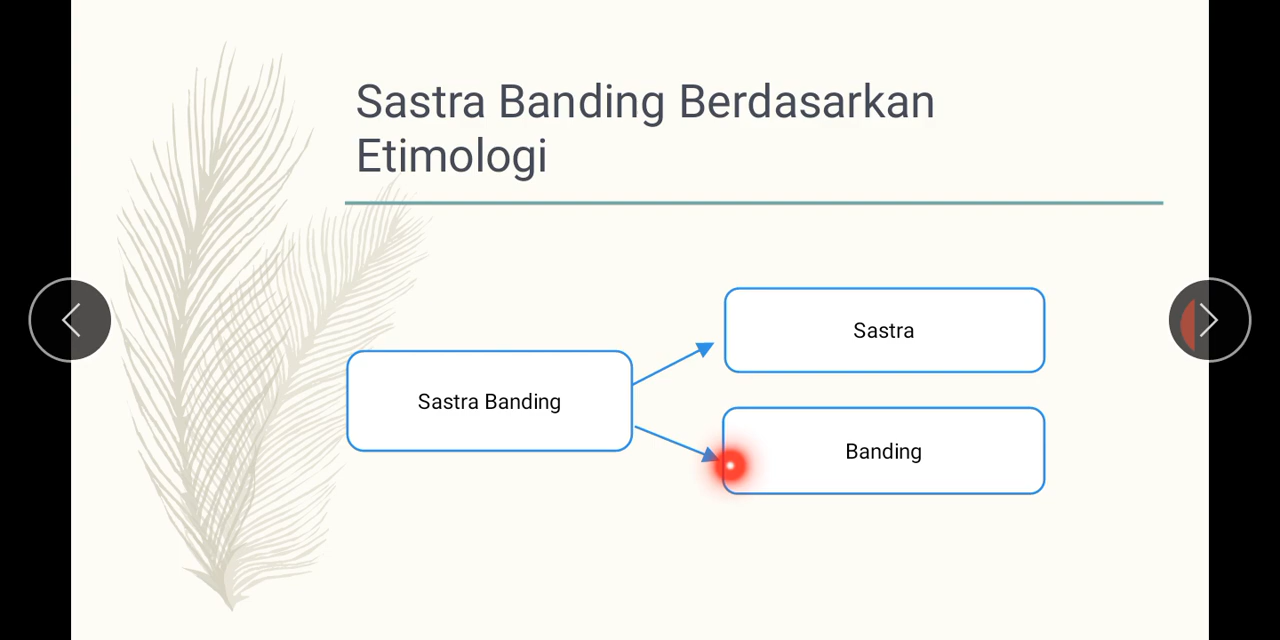 Sastra Banding Berdasarkan
Etimologi
Sastra
Sastra Banding
Banding